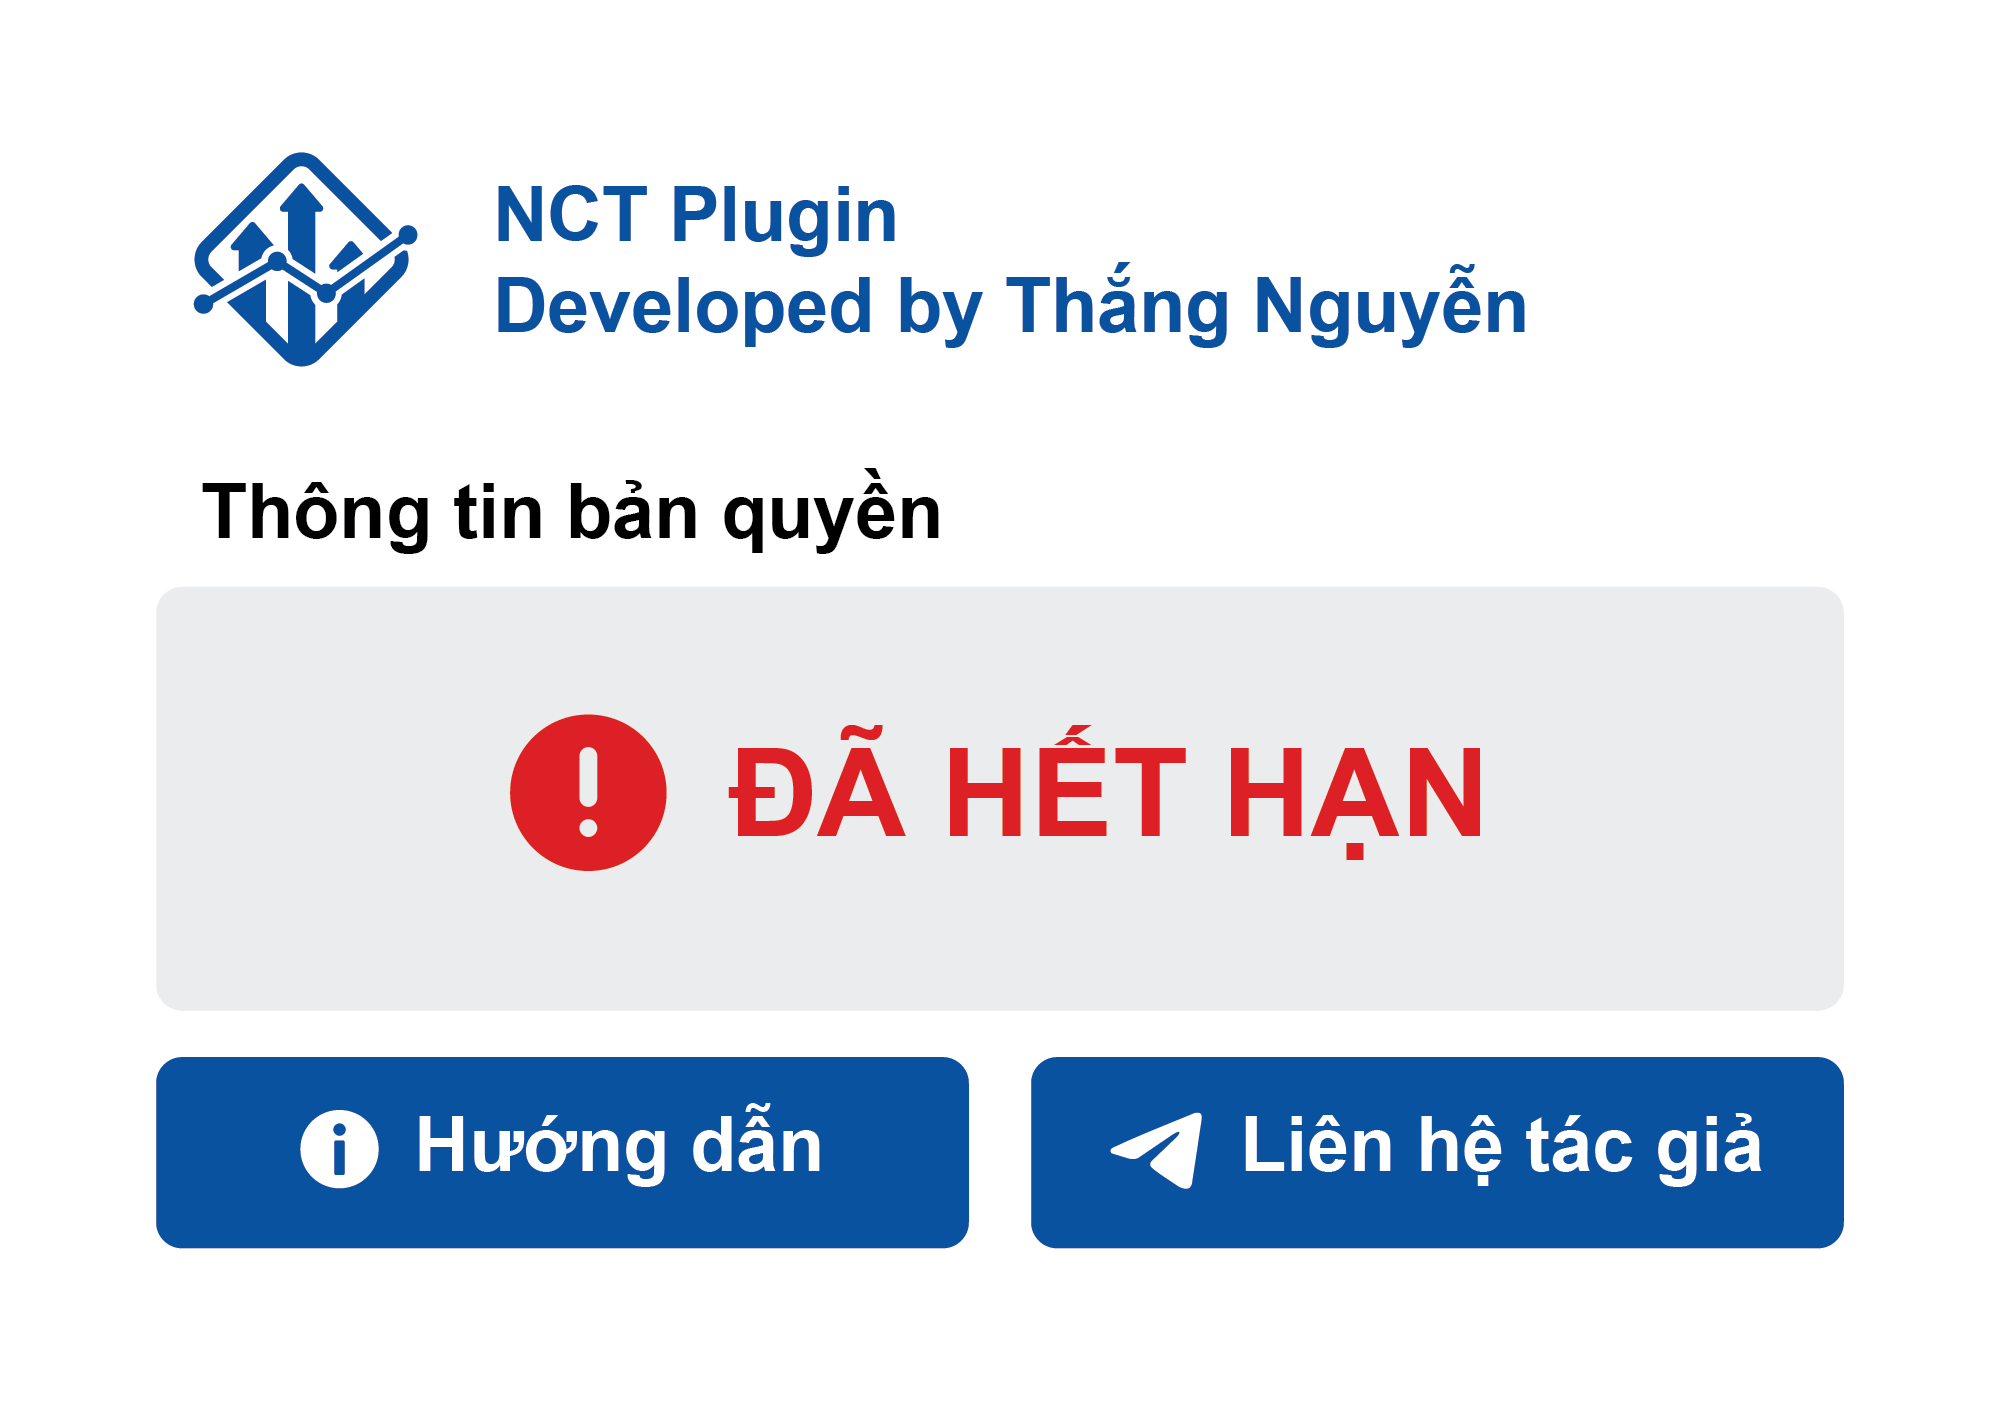 NCT Plugin
Developed by Thắng Nguyễn
Thông tin bản quyền
ĐÃ HẾT HẠN
Hướng dẫn
Liên hệ tác giả